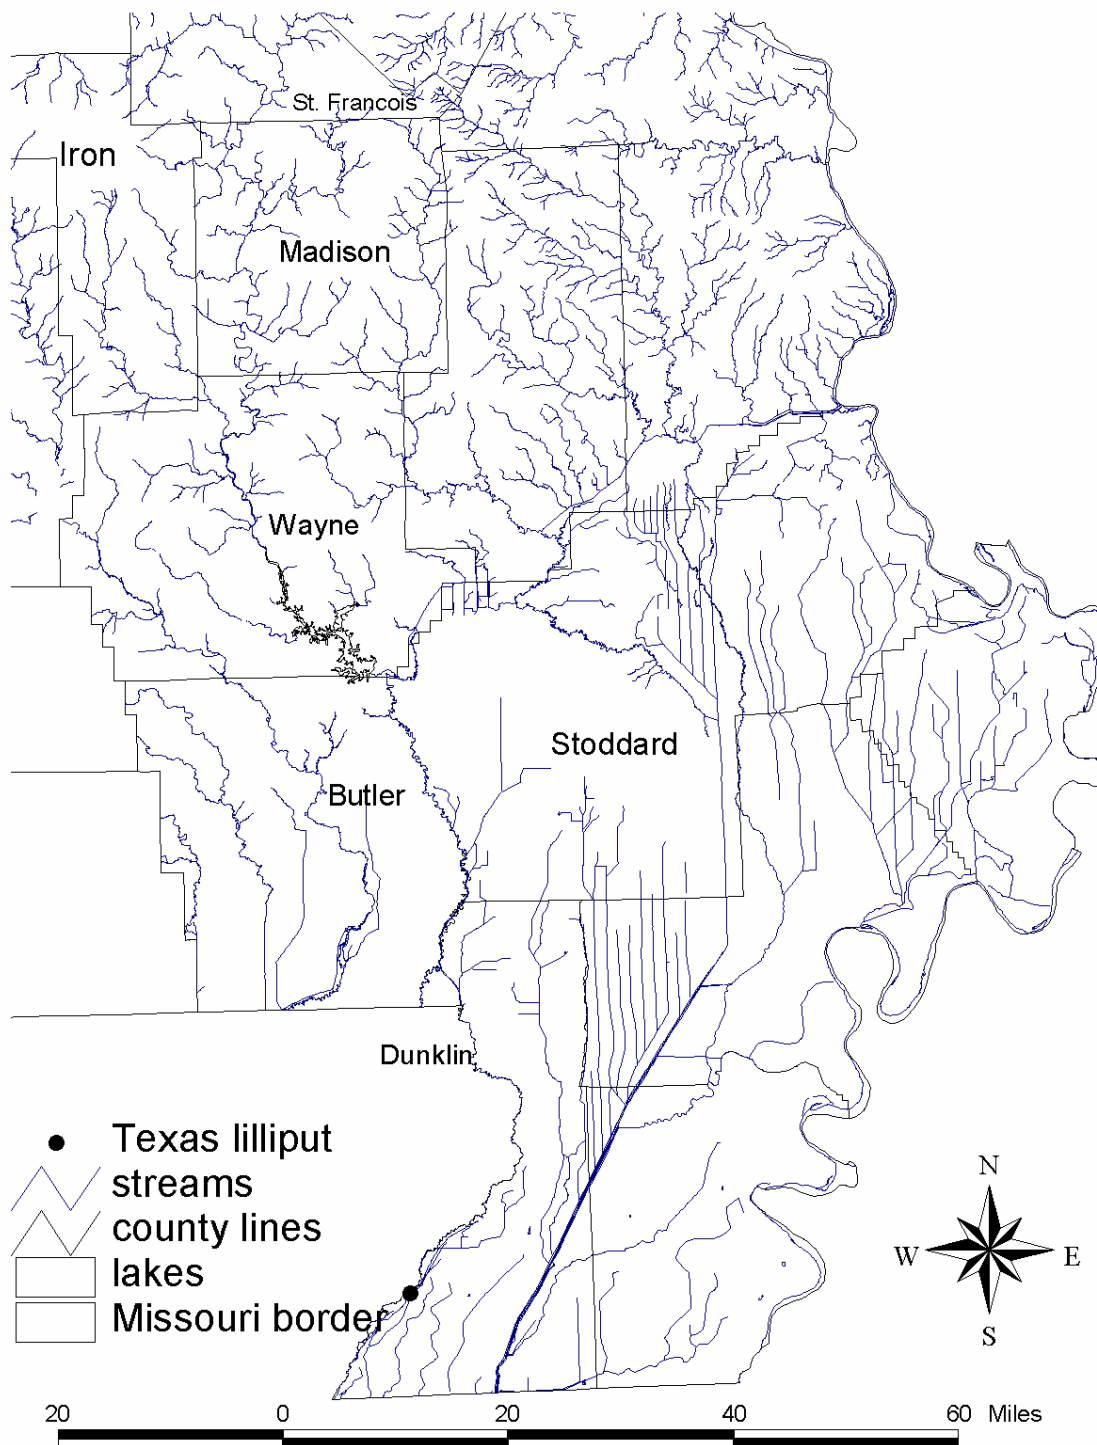 St. Francois
Iron
Madison
Wayne
Stoddard
Butler
Dunklin
Texas lilliput
streams
county lines
lakes
Missouri border
N
W E
S
20 0 20 40 60 Miles